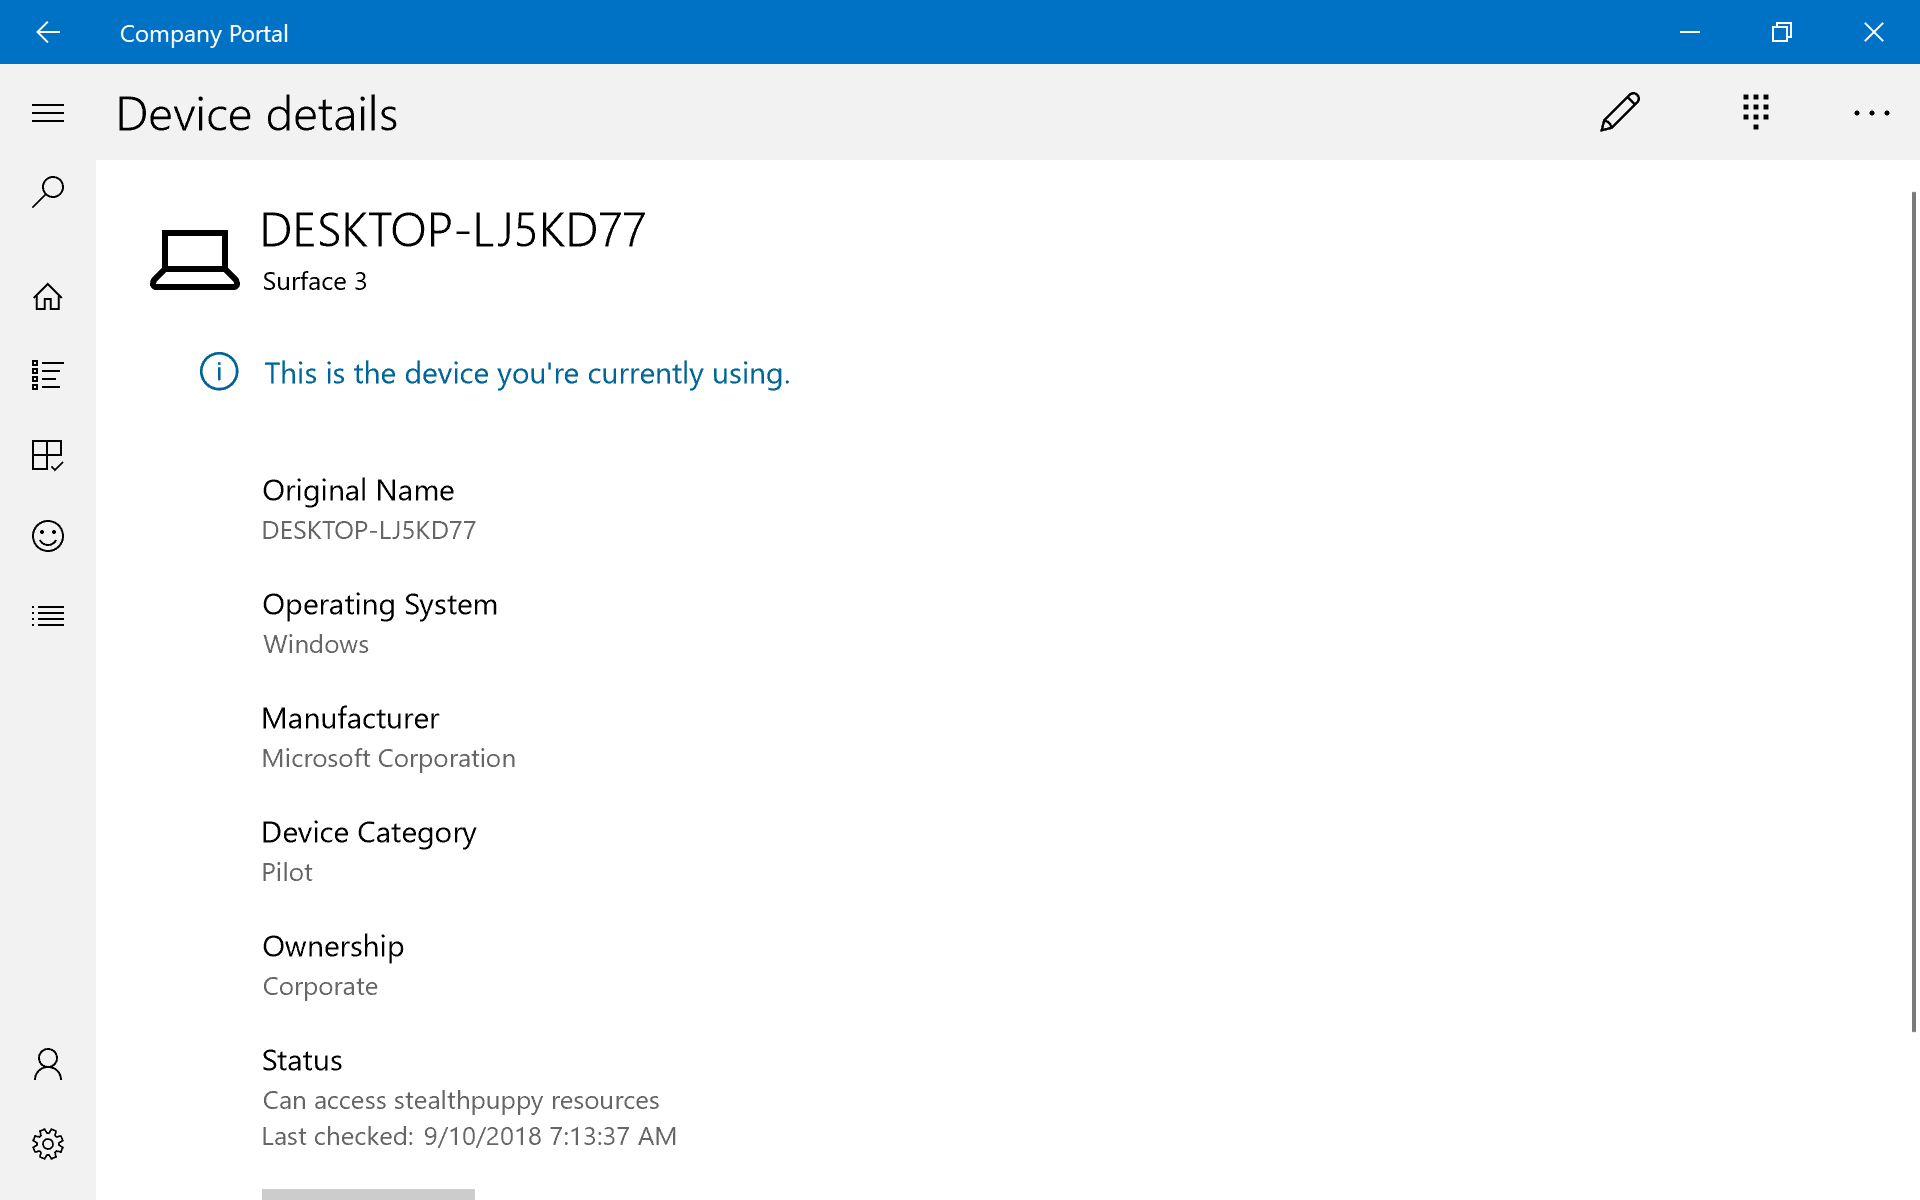 Company Portal
Device details
DESKTOP-LJ5KD77
Surface 3
This is the device you're currently using.
Original Name
DESKTOP-LJ5KD77
Operating System
Windows
Manufacturer
Microsoft Corporation
Device Category
Pilot
Ownership
Corporate
Status
Can access stealthpuppy resources
Last checked: 9/10/2018 7:13:37 AM